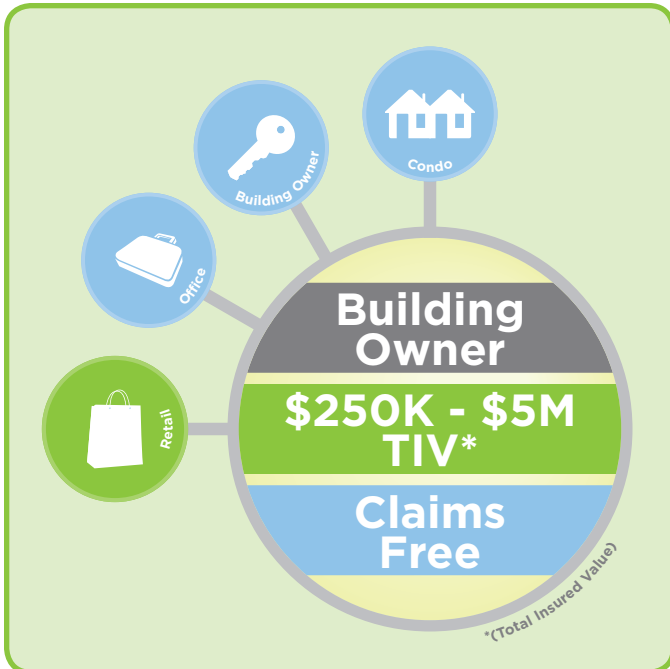 Condo
Building Owner
Office
Retail
Building
Owner
$250K - $5M
TIV*
Claims
Free
*(Total Insured Value)